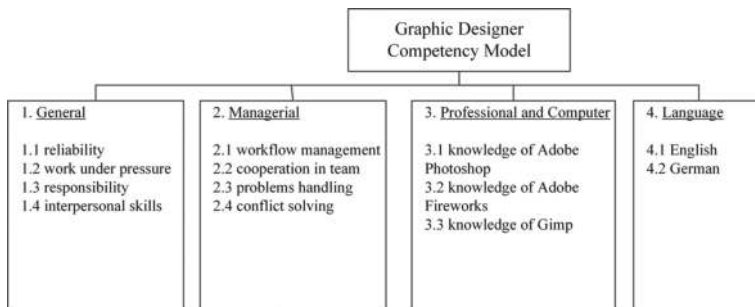 Graphic Designer
Competency Model
1. General
1.1 reliability
1.2 work under pressure
1.3 responsibility
1.4 interpersonal skills
2. Managerial
2.1 workflow management
2.2 cooperation in team
2.3 problems handling
2.4 conflict solving
3. Professional and Computer
3.1 knowledge of Adobe
Photoshop
3.2 knowledge of Adobe
Fireworks
3.3 knowledge of Gimp
4. Language
4.1 English
4.2 German